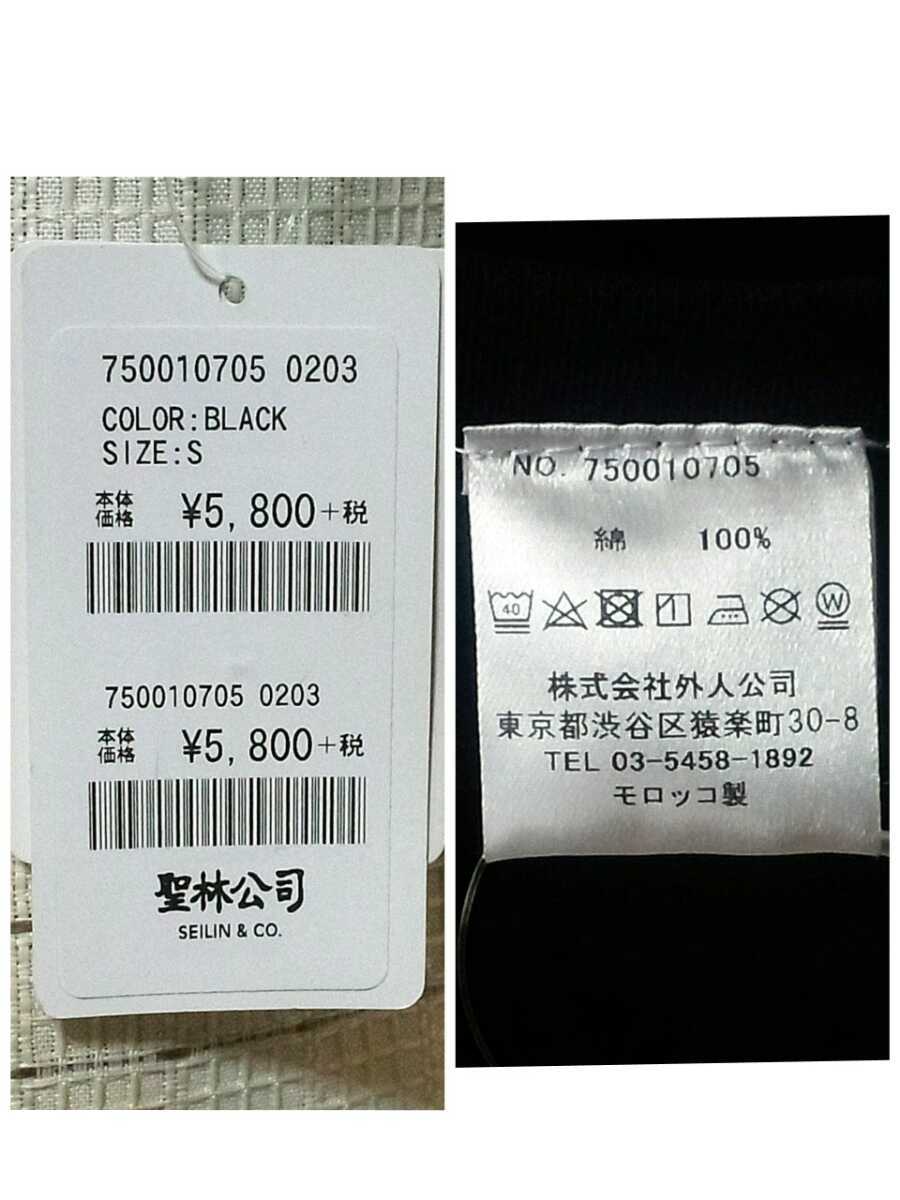 750010705 0203
COLOR:BLACK
SIZE:S
本体価格 ¥5,800+税
750010705 0203
本体価格 ¥5,800+税
聖林公司
SEILIN & CO.
NO. 750010705
綿 100%
40 W
株式会社外人公司
東京都渋谷区猿楽町30-8
TEL 03-5458-1892
モロッコ製